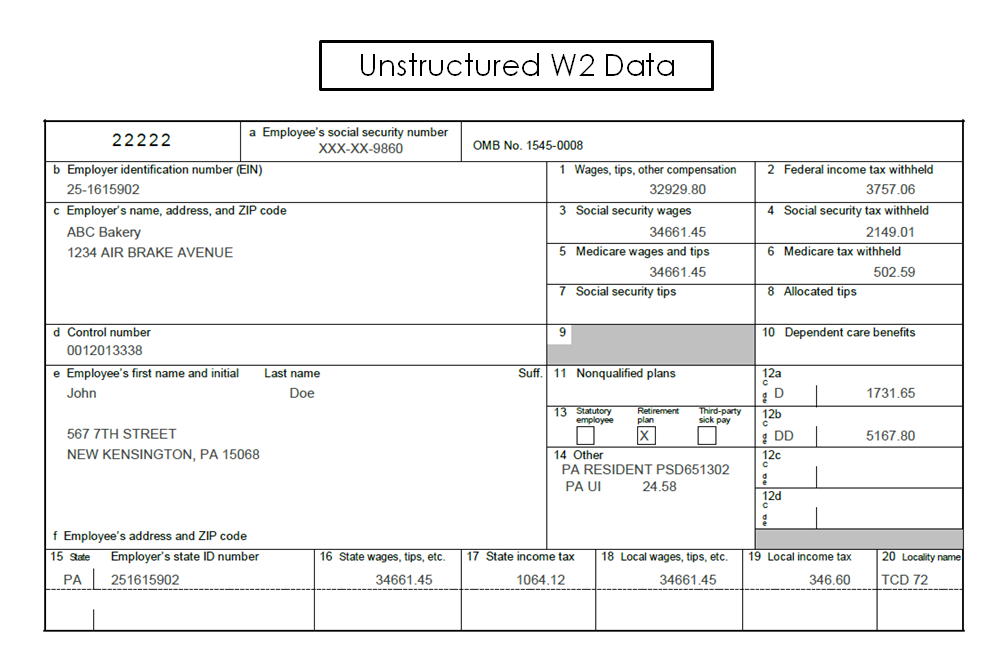 Unstructured W2 Data
22222
a Employee's social security number
XXX-XX-9860
OMB No. 1545-0008
b Employer identification number (EIN)
25-1615902
1 Wages, tips, other compensation
32929.80
2 Federal income tax withheld
3757.06
c Employer's name, address, and ZIP code
ABC Bakery
1234 AIR BRAKE AVENUE
3 Social security wages
34661.45
4 Social security tax withheld
2149.01
5 Medicare wages and tips
34661.45
6 Medicare tax withheld
502.59
7 Social security tips
8 Allocated tips
d Control number
0012013338
9
10 Dependent care benefits
e Employee's first name and initial Last name Suff.
John Doe
567 7TH STREET
NEW KENSINGTON, PA 15068
f Employee's address and ZIP code
11 Nonqualified plans
12a
Code D 1731.65
13 Statutory employee Retirement plan Third-party sick pay
X
12b
Code DD 5167.80
14 Other
PA RESIDENT PSD651302
PA UI 24.58
12c
Code
12d
Code
15 State Employer's state ID number 16 State wages, tips, etc. 17 State income tax 18 Local wages, tips, etc. 19 Local income tax 20 Locality name
PA 251615902 34661.45 1064.12 34661.45 346.60 TCD 72